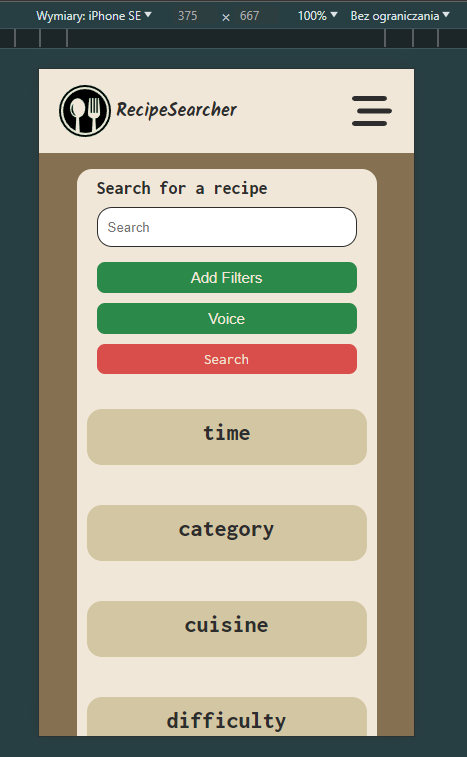 Wymiary: iPhone SE 375 × 667 100% Bez ograniczania
RecipeSearcher
Search for a recipe
Search
Add Filters
Voice
Search
time
category
cuisine
difficulty